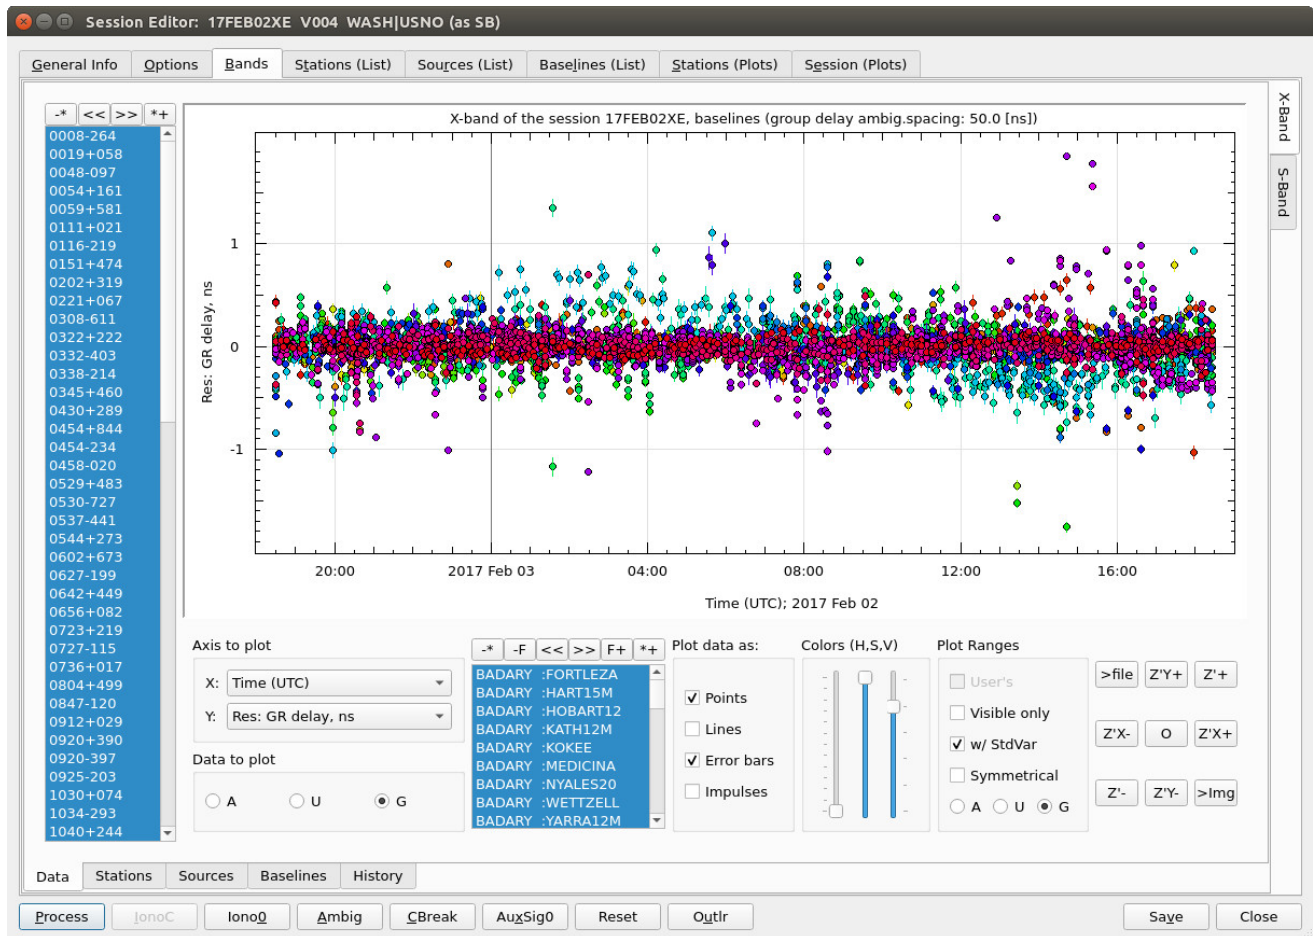 Session Editor: 17FEB02XE V004 WASH|USNO (as SB)
General Info Options Bands Stations (List) Sources (List) Baselines (List) Stations (Plots) Session (Plots)
X-Band
S-Band
-* << >> *+
0008-264
0019+058
0048-097
0054+161
0059+581
0111+021
0116-219
0151+474
0202+319
0221+067
0308-611
0322+222
0332-403
0338-214
0345+460
0430+289
0454+844
0454-234
0458-020
0529+483
0530-727
0537-441
0544+273
0602+673
0627-199
0642+449
0656+082
0723+219
0727-115
0736+017
0804+499
0847-120
0912+029
0920+390
0920-397
0925-203
1030+074
1034-293
1040+244
X-band of the session 17FEB02XE, baselines (group delay ambig.spacing: 50.0 [ns])
Res: GR delay, ns
1
0
-1
20:00 2017 Feb 03 04:00 08:00 12:00 16:00
Time (UTC); 2017 Feb 02
Axis to plot
X: Time (UTC)
Y: Res: GR delay, ns
Data to plot
A U G
-* -F << >> F+ *+
BADARY :FORTLEZA
BADARY :HART15M
BADARY :HOBART12
BADARY :KATH12M
BADARY :KOKEE
BADARY :MEDICINA
BADARY :NYALES20
BADARY :WETTZELL
BADARY :YARRA12M
Plot data as:
Points
Lines
Error bars
Impulses
Colors (H,S,V)
Plot Ranges
User's
Visible only
w/ StdVar
Symmetrical
A U G
>file Z'Y+ Z'+
Z'X- O Z'X+
Z'- Z'Y- >Img
Data Stations Sources Baselines History
Process IonoC Iono0 Ambig CBreak AuxSig0 Reset Outlr Save Close